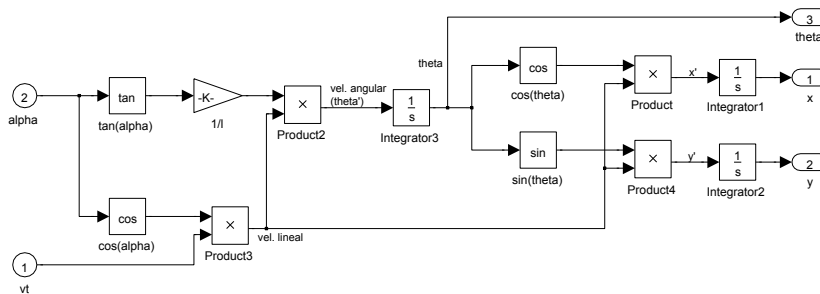 3
theta
theta
2
alpha
tan
tan(alpha)
-K-
1/l
×
Product2
vel. angular
(theta')
1
s
Integrator3
cos
cos(theta)
×
Product
x'
1
s
Integrator1
1
x
sin
sin(theta)
×
Product4
y'
1
s
Integrator2
2
y
cos
cos(alpha)
×
Product3
vel. lineal
1
vt